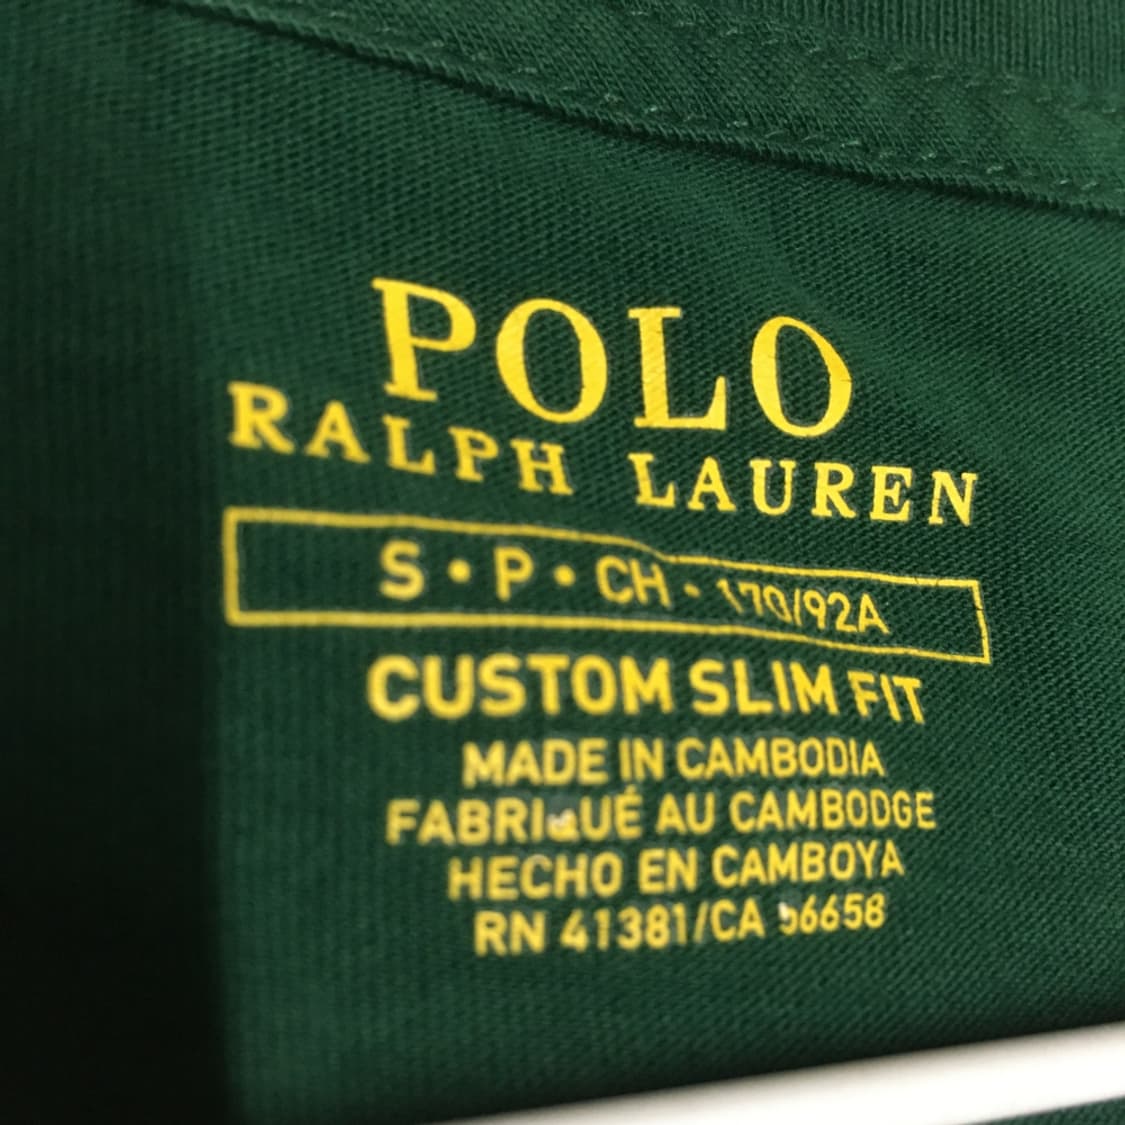 POLO
RALPH LAUREN
S • P • CH • 170/92A
CUSTOM SLIM FIT
MADE IN CAMBODIA
FABRIQUÉ AU CAMBODGE
HECHO EN CAMBOYA
RN 41381/CA 56658